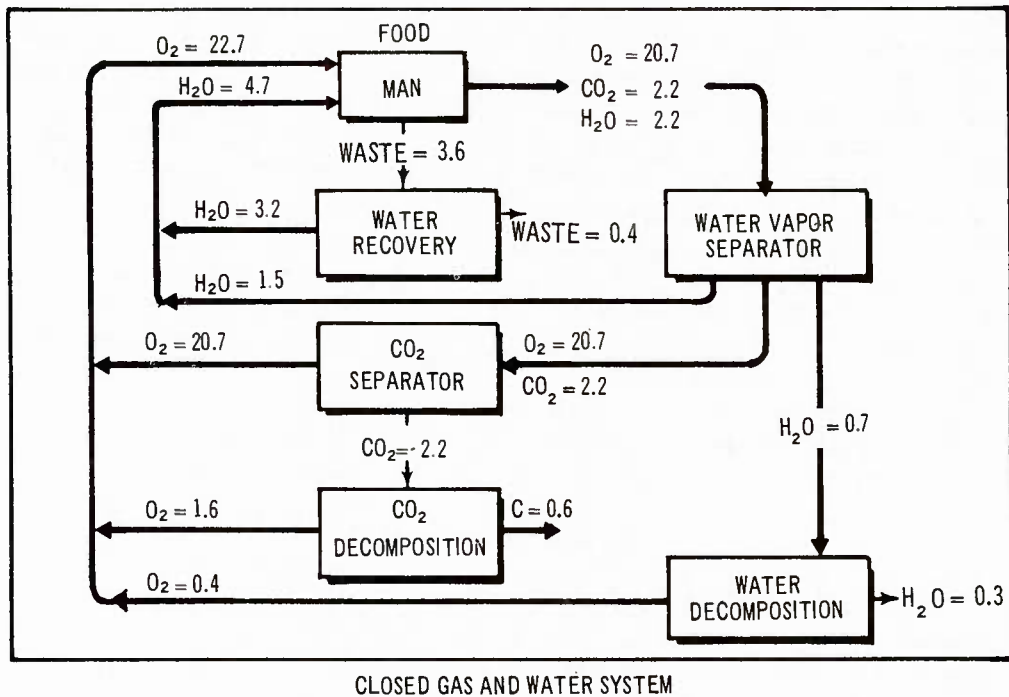 FOOD
O₂ = 22.7
H₂O = 4.7
MAN
O₂ = 20.7
CO₂ = 2.2
H₂O = 2.2
WASTE = 3.6
H₂O = 3.2
WATER
RECOVERY
WASTE = 0.4
WATER VAPOR
SEPARATOR
H₂O = 1.5
O₂ = 20.7
CO₂
SEPARATOR
O₂ = 20.7
CO₂ = 2.2
H₂O = 0.7
CO₂ = 2.2
O₂ = 1.6
CO₂
DECOMPOSITION
C = 0.6
O₂ = 0.4
WATER
DECOMPOSITION
H₂O = 0.3
CLOSED GAS AND WATER SYSTEM